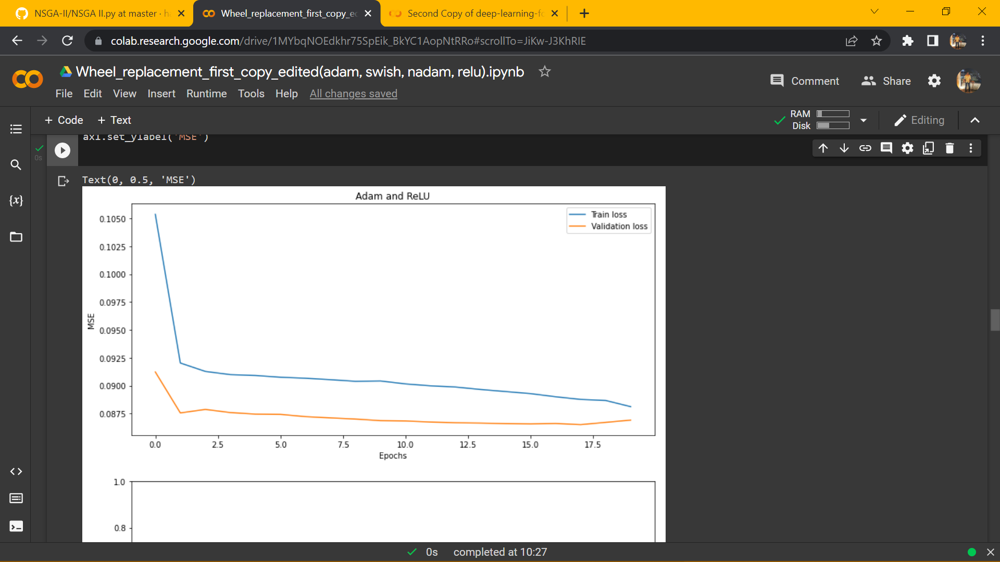 NSGA-II/NSGA II.py at master · ha
Wheel_replacement_first_copy_ed
Second Copy of deep-learning-fo
colab.research.google.com/drive/1MYbqNOEdkhr75SpEik_BkYC1AopNtRRo#scrollTo=JiKw-J3KhRIE
Wheel_replacement_first_copy_edited(adam, swish, nadam, relu).ipynb
Comment Share
File Edit View Insert Runtime Tools Help All changes saved
+ Code + Text
RAM
Disk
Editing
ax1.set_ylabel('MSE')
0s
{x}
Text(0, 0.5, 'MSE')
Adam and ReLU
Train loss
Validation loss
0.1050
0.1025
0.1000
0.0975
0.0950
0.0925
0.0900
0.0875
MSE
0.0 2.5 5.0 7.5 10.0 12.5 15.0 17.5
Epochs
1.0
0.8
0s completed at 10:27